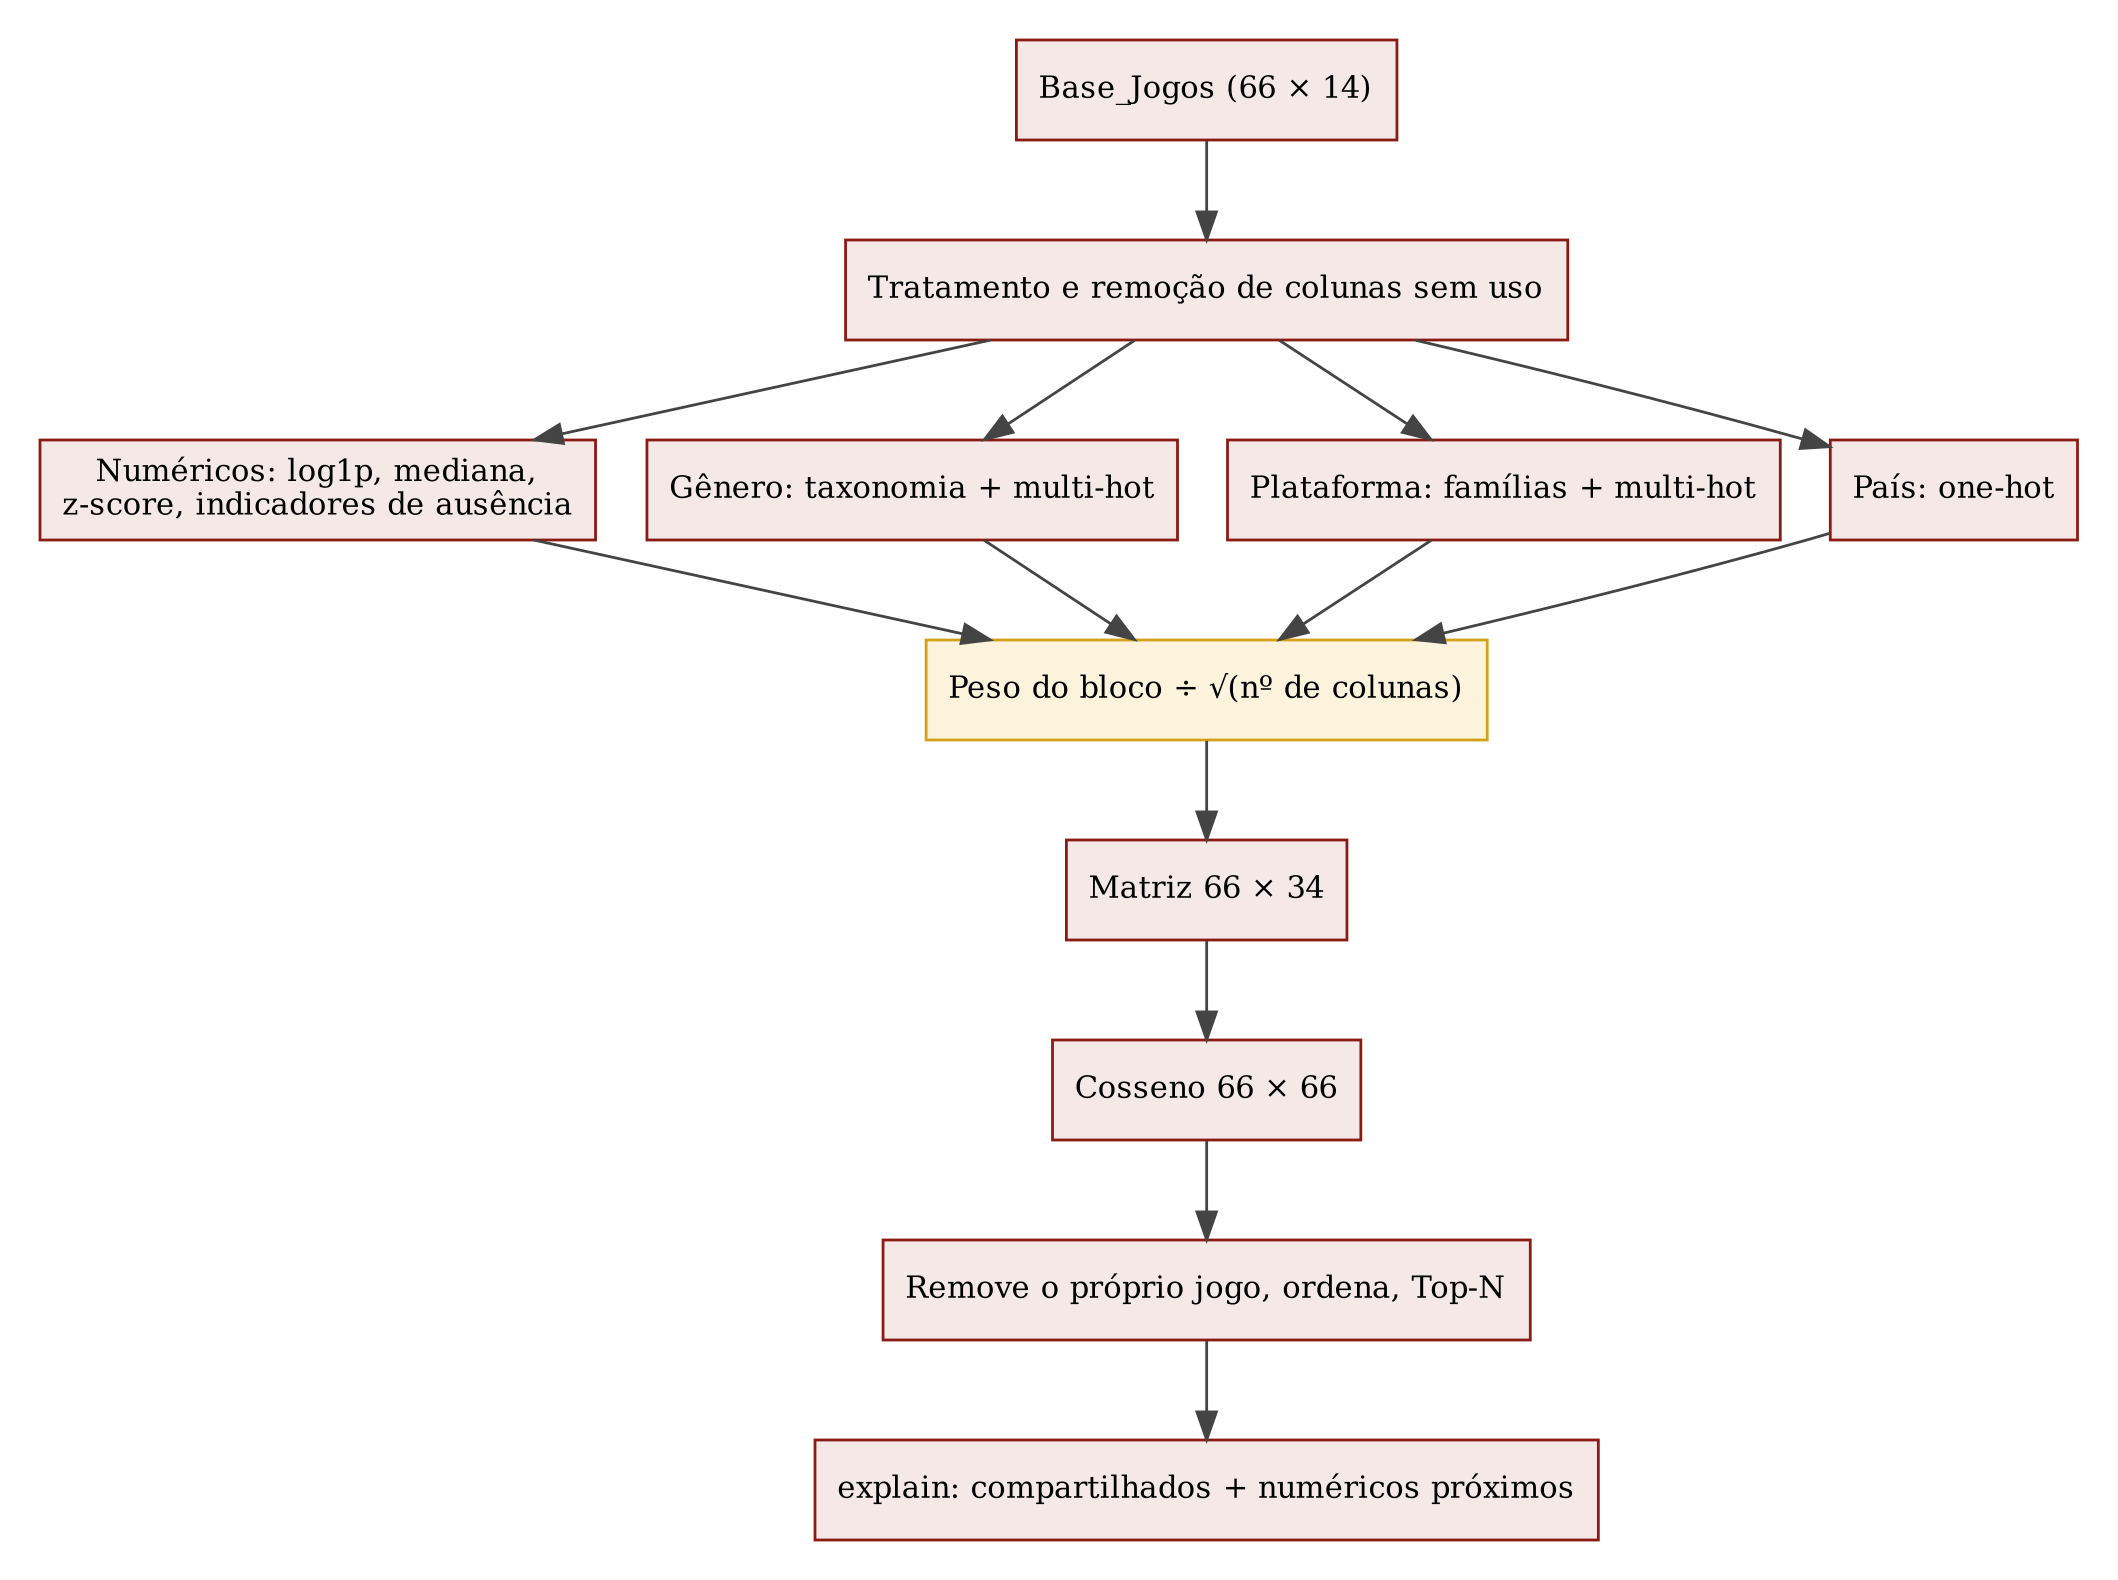 Base_Jogos (66 × 14)
Tratamento e remoção de colunas sem uso
Numéricos: log1p, mediana,
z-score, indicadores de ausência
Gênero: taxonomia + multi-hot
Plataforma: famílias + multi-hot
País: one-hot
Peso do bloco ÷ √(nº de colunas)
Matriz 66 × 34
Cosseno 66 × 66
Remove o próprio jogo, ordena, Top-N
explain: compartilhados + numéricos próximos